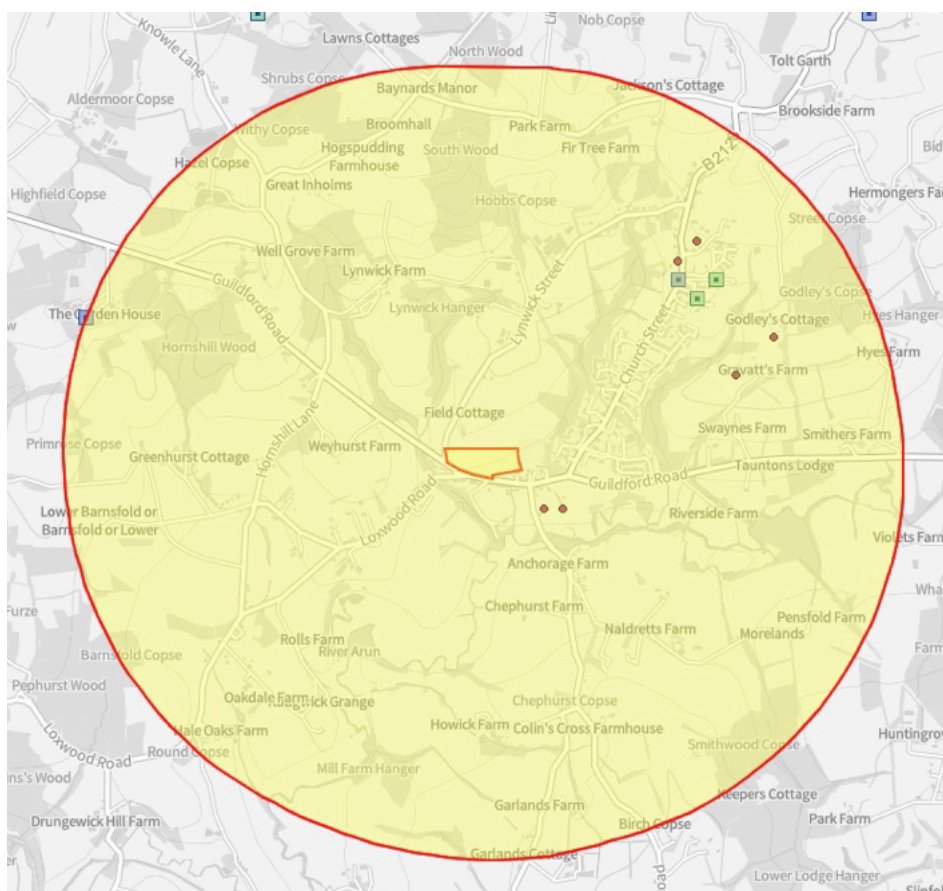 Nob Copse
Lawns Cottages
Knowle Lane
North Wood
Tolt Garth
Shrubs Copse
Baynards Manor
Jackson's Cottage
Aldermoor Copse
Brookside Farm
Withy Copse
Broomhall
Park Farm
B212
Hogspudding
Farmhouse
South Wood
Fir Tree Farm
Hazel Copse
Great Inholms
Highfield Copse
Hobbs Copse
Hermongers Far
Street Copse
Well Grove Farm
Lynwick Farm
Guildford Road
Lynwick Street
Lynwick Hanger
Godley's Copse
Godley's Cottage
Hyes Hanger
Hornshill Wood
Church Street
Hyes Farm
Gravatt's Farm
Field Cottage
Hornshill Lane
Swaynes Farm
Smithers Farm
Primrose Copse
Weyhurst Farm
Greenhurst Cottage
Tauntons Lodge
Guildford Road
Loxwood Road
Lower Barnsfold or
Barnsfold or Lower
Riverside Farm
Violets Farm
Anchorage Farm
Chephurst Farm
Furze
Naldretts Farm
Pensfold Farm
Morelands
Rolls Farm
River Arun
Barnsfold Copse
Pephurst Wood
Oakdale Farm
Chephurst Copse
Howick Farm
Colin's Cross Farmhouse
Hale Oaks Farm
Huntingrov
Loxwood Road
Round Copse
Smithwood Copse
Mill Farm Hanger
Keepers Cottage
Garlands Farm
Park Farm
Drungewick Hill Farm
Birch Copse
Garlands Cottage
Lower Lodge Hanger